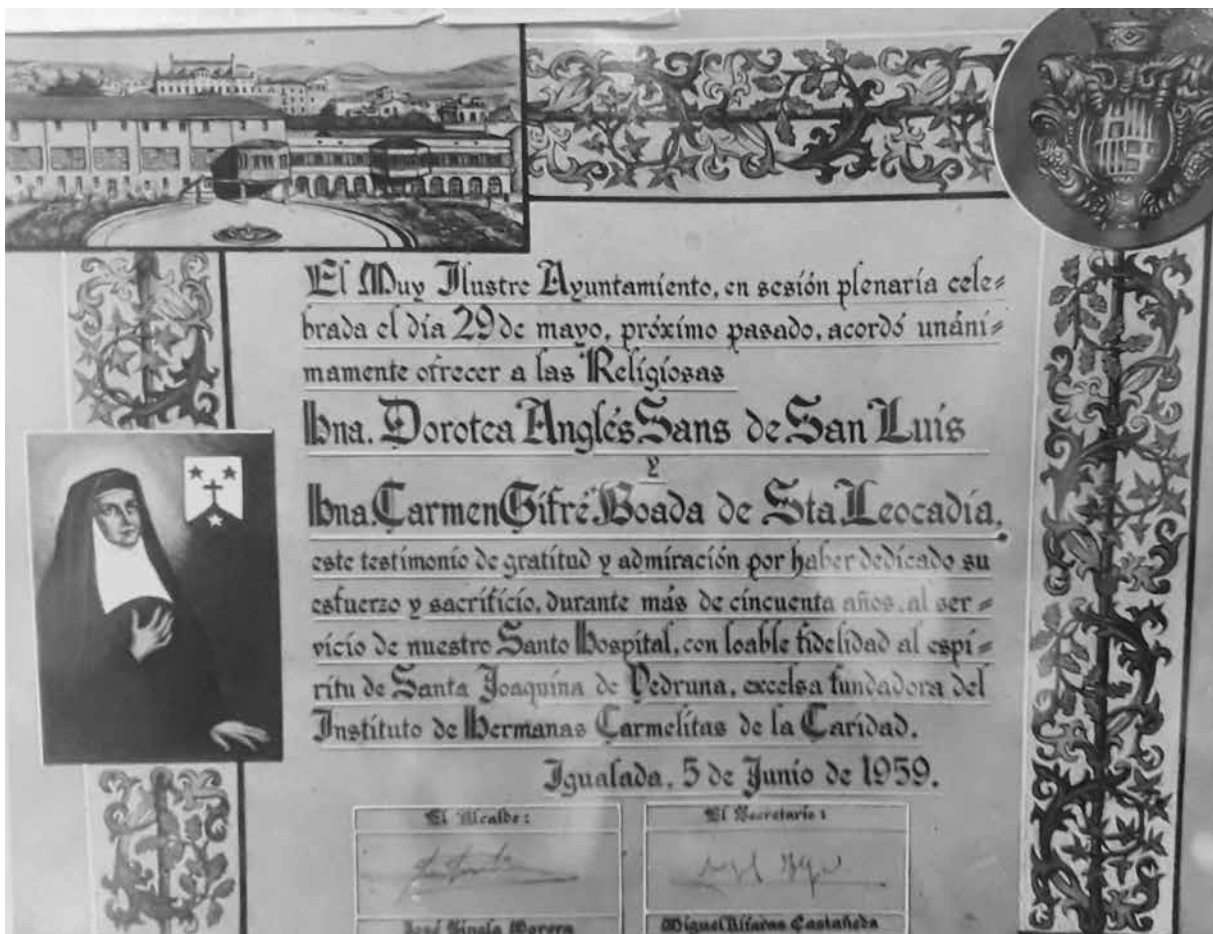 El Muy Ilustre Ayuntamiento, en sesión plenaria cele=
brada el día 29 de mayo, próximo pasado, acordó unáni=
mamente ofrecer a las Religiosas
Hna. Dorotea Anglés Sans de San Luis
y
Hna. Carmen Gifré Boada de Sta Leocadia,
este testimonio de gratitud y admiración por haber dedicado su
esfuerzo y sacrificio, durante más de cincuenta años, al ser=
vicio de nuestro Santo Hospital, con loable fidelidad al espí=
ritu de Santa Joaquina de Vedruna, excelsa fundadora del
Instituto de Hermanas Carmelitas de la Caridad.
Igualada, 5 de Junio de 1959.
El Alcalde:
El Secretario:
José Morera
Miguel Castañeda